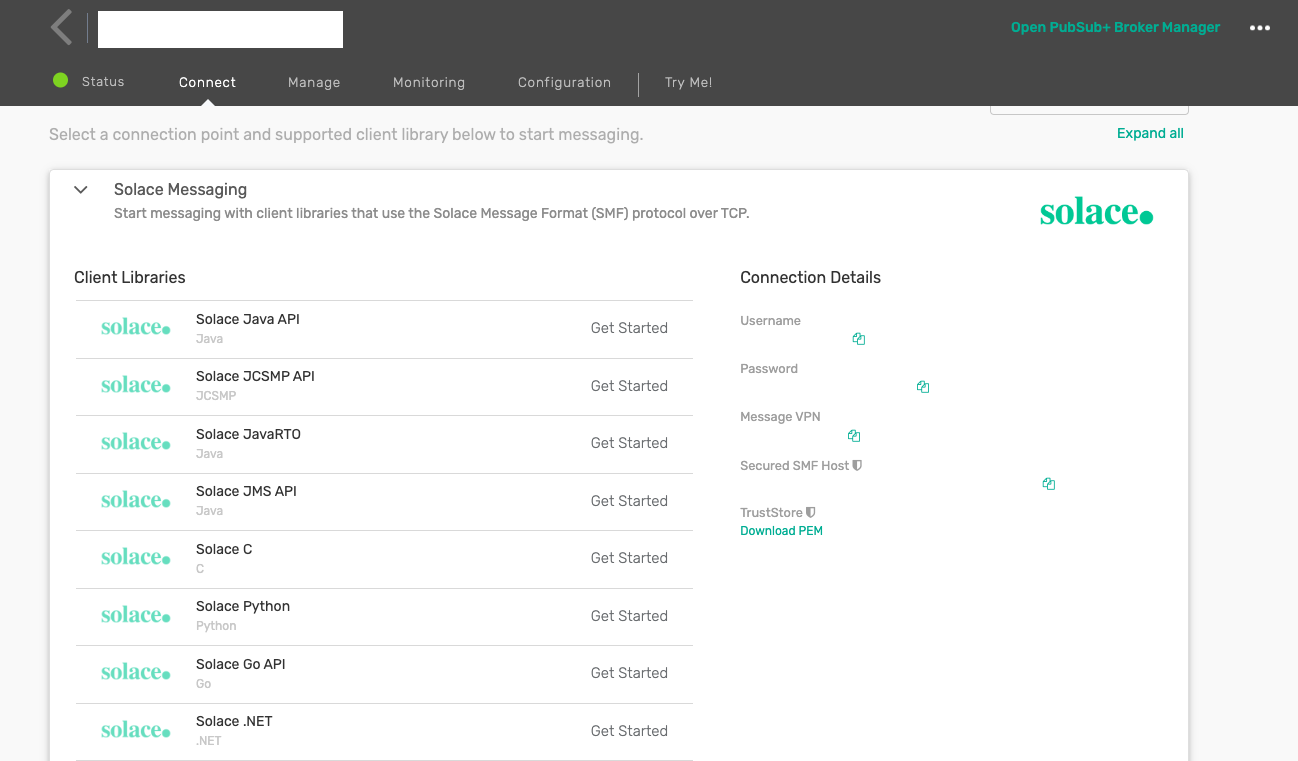 Open PubSub+ Broker Manager
Status
Connect
Manage
Monitoring
Configuration
Try Me!
Select a connection point and supported client library below to start messaging.
Expand all
Solace Messaging
Start messaging with client libraries that use the Solace Message Format (SMF) protocol over TCP.
solace.
Client Libraries
solace.
Solace Java API
Java
Get Started
solace.
Solace JCSMP API
JCSMP
Get Started
solace.
Solace JavaRTO
Java
Get Started
solace.
Solace JMS API
Java
Get Started
solace.
Solace C
C
Get Started
solace.
Solace Python
Python
Get Started
solace.
Solace Go API
Go
Get Started
solace.
Solace .NET
.NET
Get Started
Connection Details
Username
Password
Message VPN
Secured SMF Host
TrustStore
Download PEM